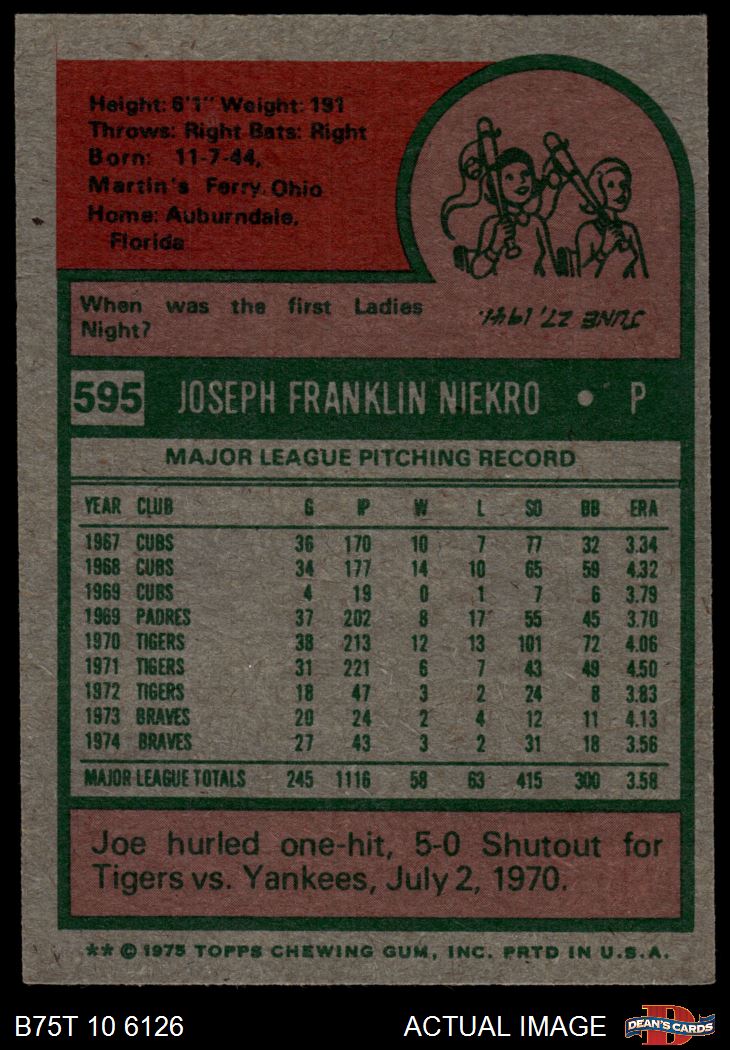 Height: 6'1" Weight: 191
Throws: Right Bats: Right
Born: 11-7-44,
Martin's Ferry, Ohio
Home: Auburndale,
Florida
When was the first Ladies
Night?
JUNE 27, 1941.
595 JOSEPH FRANKLIN NIEKRO • P
MAJOR LEAGUE PITCHING RECORD
YEAR CLUB G IP W L SO BB ERA
1967 CUBS 36 170 10 7 77 32 3.34
1968 CUBS 34 177 14 10 65 59 4.32
1969 CUBS 4 19 0 1 7 6 3.79
1969 PADRES 37 202 8 17 55 45 3.70
1970 TIGERS 38 213 12 13 101 72 4.06
1971 TIGERS 31 221 6 7 43 49 4.50
1972 TIGERS 18 47 3 2 24 8 3.83
1973 BRAVES 20 24 2 4 12 11 4.13
1974 BRAVES 27 43 3 2 31 18 3.56
MAJOR LEAGUE TOTALS 245 1116 58 63 415 300 3.58
Joe hurled one-hit, 5-0 Shutout for
Tigers vs. Yankees, July 2, 1970.
** © 1975 TOPPS CHEWING GUM, INC. PRTD IN U.S.A.
B75T 10 6126 ACTUAL IMAGE
DEAN'S CARDS